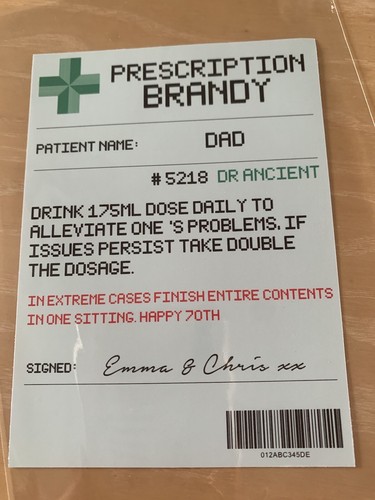 PRESCRIPTION
BRANDY
PATIENT NAME: DAD
#5218 DR ANCIENT
DRINK 175ML DOSE DAILY TO
ALLEVIATE ONE 'S PROBLEMS. IF
ISSUES PERSIST TAKE DOUBLE
THE DOSAGE.
IN EXTREME CASES FINISH ENTIRE CONTENTS
IN ONE SITTING. HAPPY 70TH
SIGNED: Emma & Chris xx
012ABC345DE